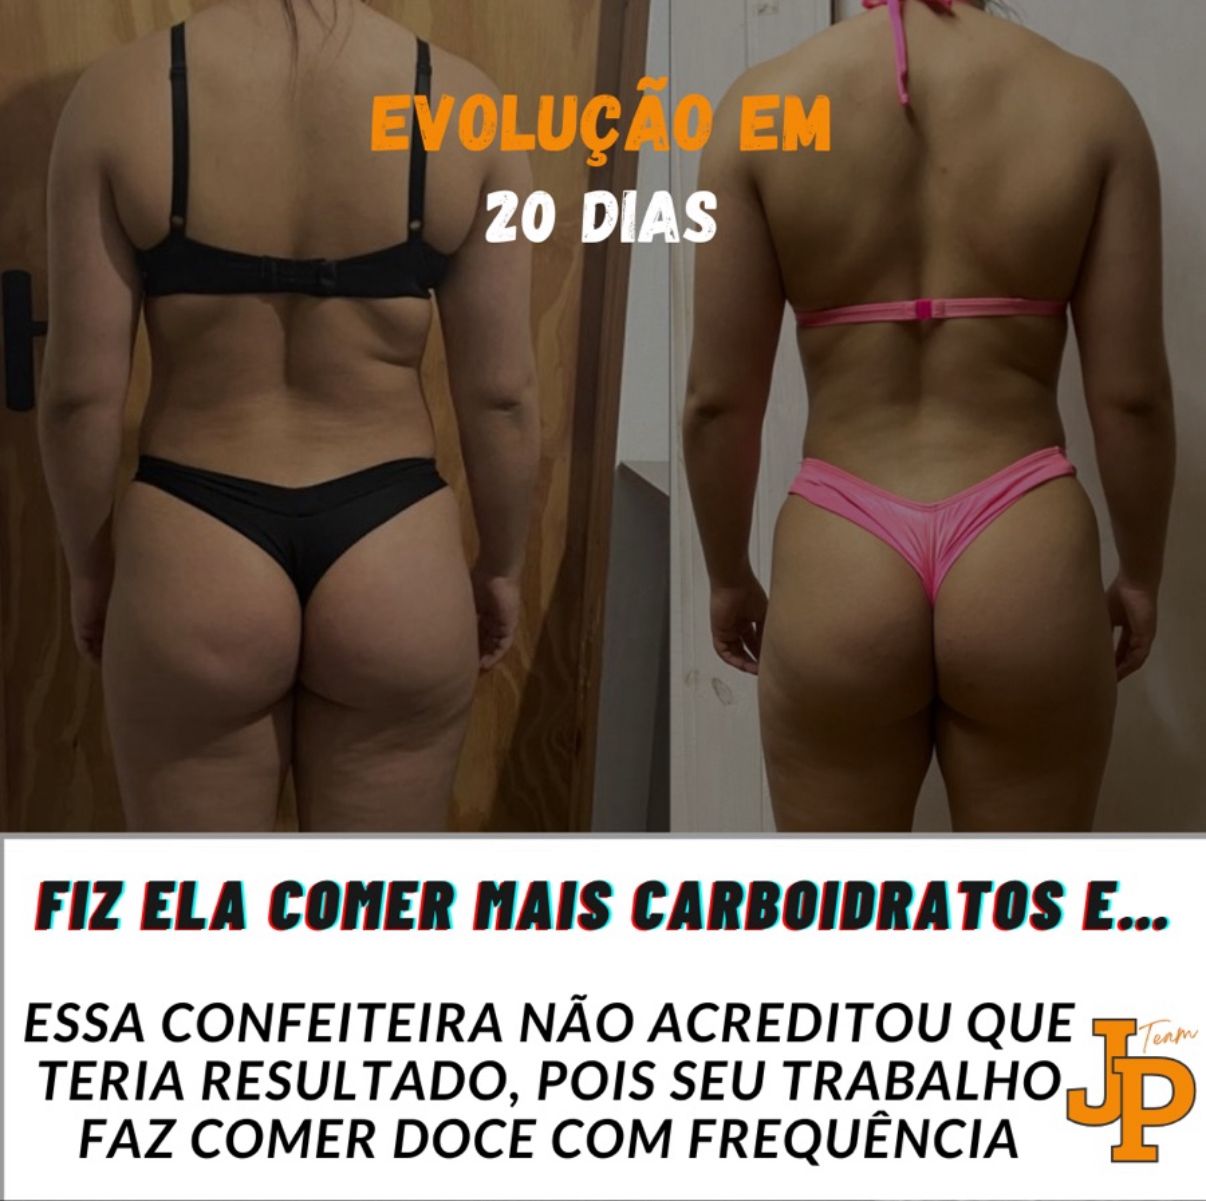 EVOLUÇÃO EM
20 DIAS
FIZ ELA COMER MAIS CARBOIDRATOS E...
ESSA CONFEITEIRA NÃO ACREDITOU QUE
TERIA RESULTADO, POIS SEU TRABALHO
FAZ COMER DOCE COM FREQUÊNCIA
JP Team